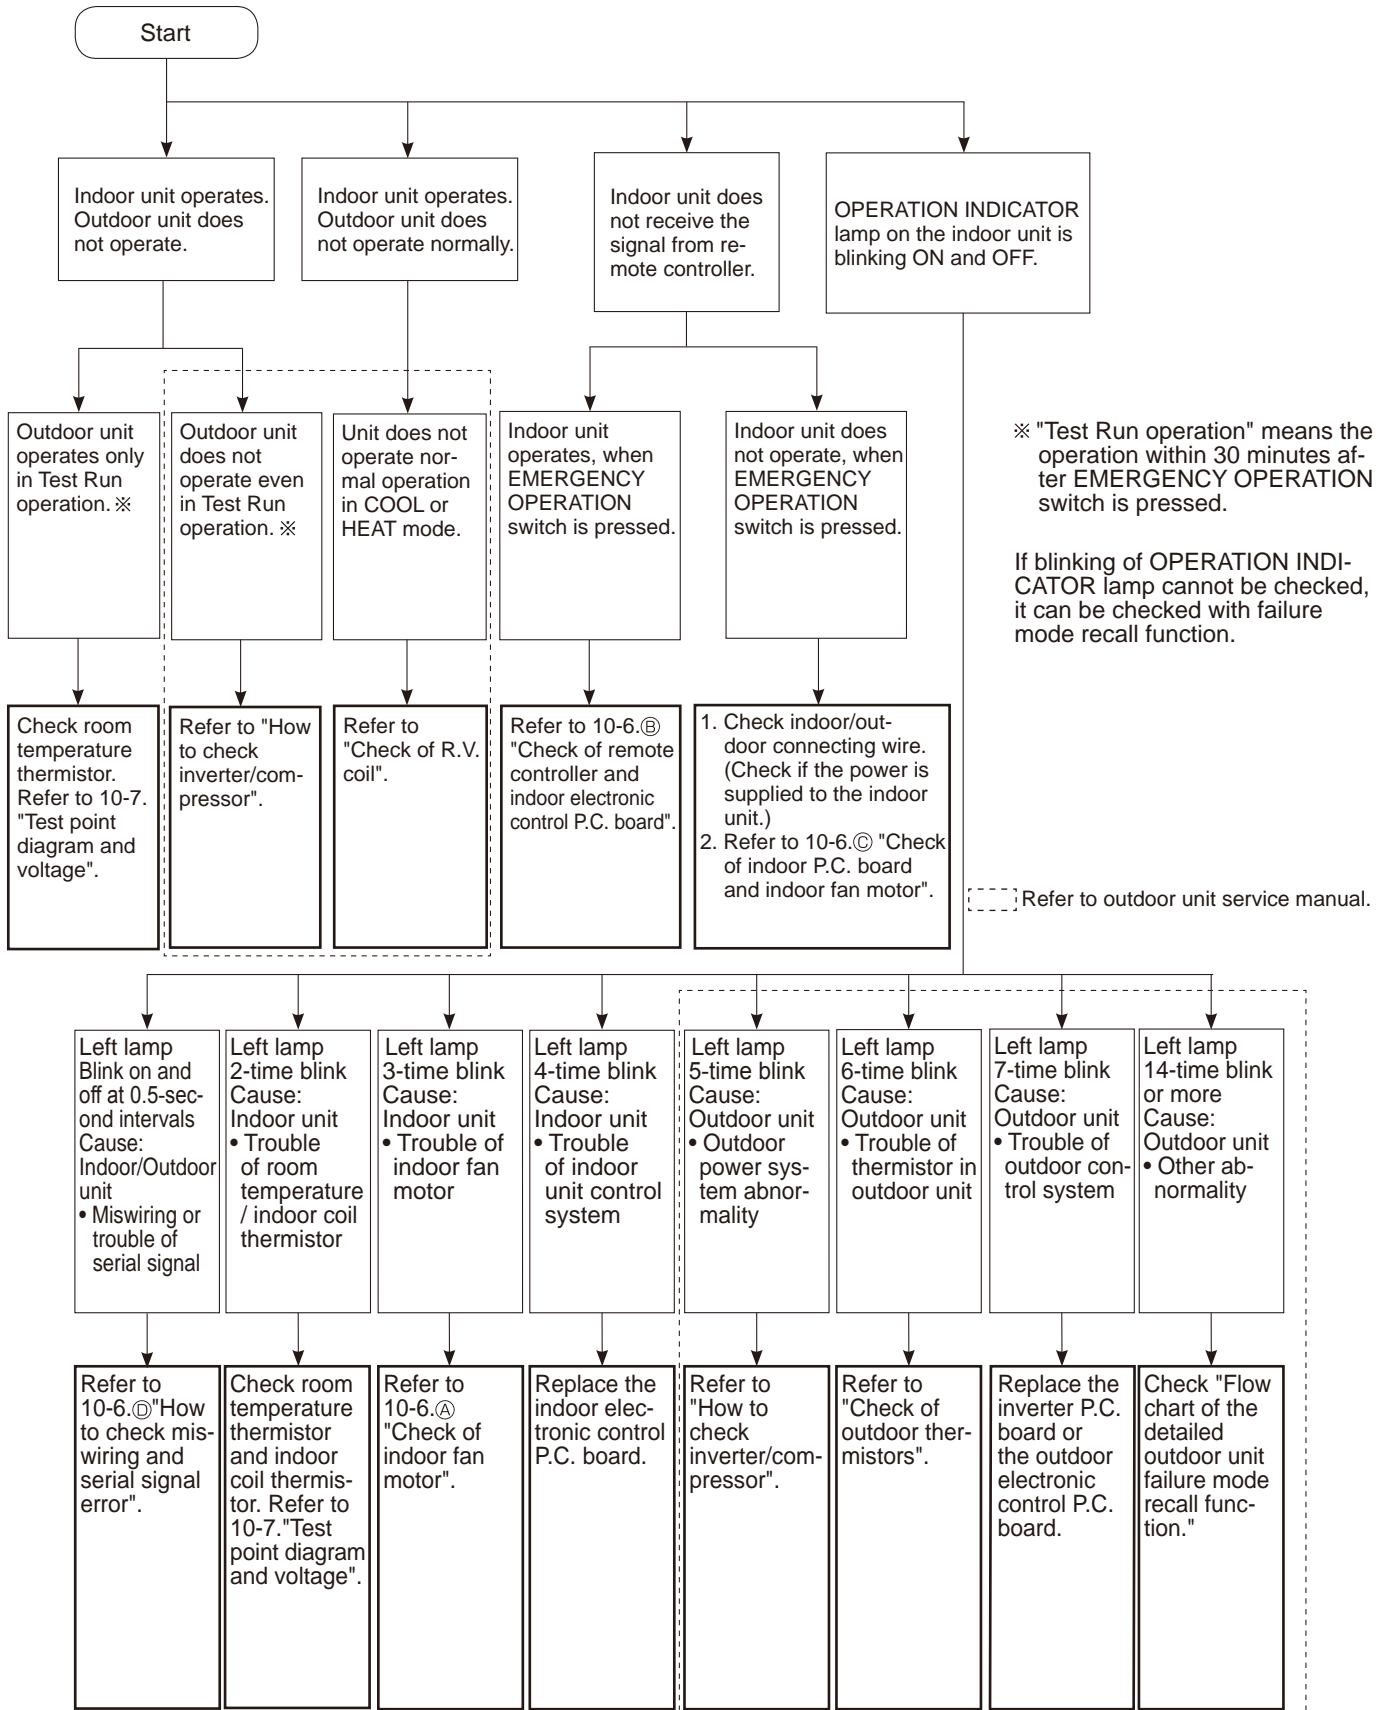 Start
Indoor unit operates.
Outdoor unit does
not operate.
Indoor unit operates.
Outdoor unit does
not operate normally.
Indoor unit does
not receive the
signal from re-
mote controller.
OPERATION INDICATOR
lamp on the indoor unit is
blinking ON and OFF.
Outdoor unit
operates only
in Test Run
operation. ※
Outdoor unit
does not
operate even
in Test Run
operation. ※
Unit does not
operate nor-
mal operation
in COOL or
HEAT mode.
Indoor unit
operates, when
EMERGENCY
OPERATION
switch is pressed.
Indoor unit does
not operate, when
EMERGENCY
OPERATION
switch is pressed.
※ "Test Run operation" means the
operation within 30 minutes af-
ter EMERGENCY OPERATION
switch is pressed.
If blinking of OPERATION INDI-
CATOR lamp cannot be checked,
it can be checked with failure
mode recall function.
Check room
temperature
thermistor.
Refer to 10-7.
"Test point
diagram and
voltage".
Refer to "How
to check
inverter/com-
pressor".
Refer to
"Check of R.V.
coil".
Refer to 10-6.Ⓑ
"Check of remote
controller and
indoor electronic
control P.C. board".
1. Check indoor/out-
door connecting wire.
(Check if the power is
supplied to the indoor
unit.)
2. Refer to 10-6.Ⓒ "Check
of indoor P.C. board
and indoor fan motor".
Refer to outdoor unit service manual.
Left lamp
Blink on and
off at 0.5-sec-
ond intervals
Cause:
Indoor/Outdoor
unit
• Miswiring or
trouble of
serial signal
Left lamp
2-time blink
Cause:
Indoor unit
• Trouble
of room
temperature
/ indoor coil
thermistor
Left lamp
3-time blink
Cause:
Indoor unit
• Trouble of
indoor fan
motor
Left lamp
4-time blink
Cause:
Indoor unit
• Trouble
of indoor
unit control
system
Left lamp
5-time blink
Cause:
Outdoor unit
• Outdoor
power sys-
tem abnor-
mality
Left lamp
6-time blink
Cause:
Outdoor unit
• Trouble of
thermistor in
outdoor unit
Left lamp
7-time blink
Cause:
Outdoor unit
• Trouble of
outdoor con-
trol system
Left lamp
14-time blink
or more
Cause:
Outdoor unit
• Other ab-
normality
Refer to
10-6.Ⓓ"How
to check mis-
wiring and
serial signal
error".
Check room
temperature
thermistor
and indoor
coil thermis-
tor. Refer to
10-7."Test
point diagram
and voltage".
Refer to
10-6.Ⓐ
"Check of
indoor fan
motor".
Replace the
indoor elec-
tronic control
P.C. board.
Refer to
"How to
check
inverter/com-
pressor".
Refer to
"Check of
outdoor ther-
mistors".
Replace the
inverter P.C.
board or
the outdoor
electronic
control P.C.
board.
Check "Flow
chart of the
detailed
outdoor unit
failure mode
recall func-
tion."